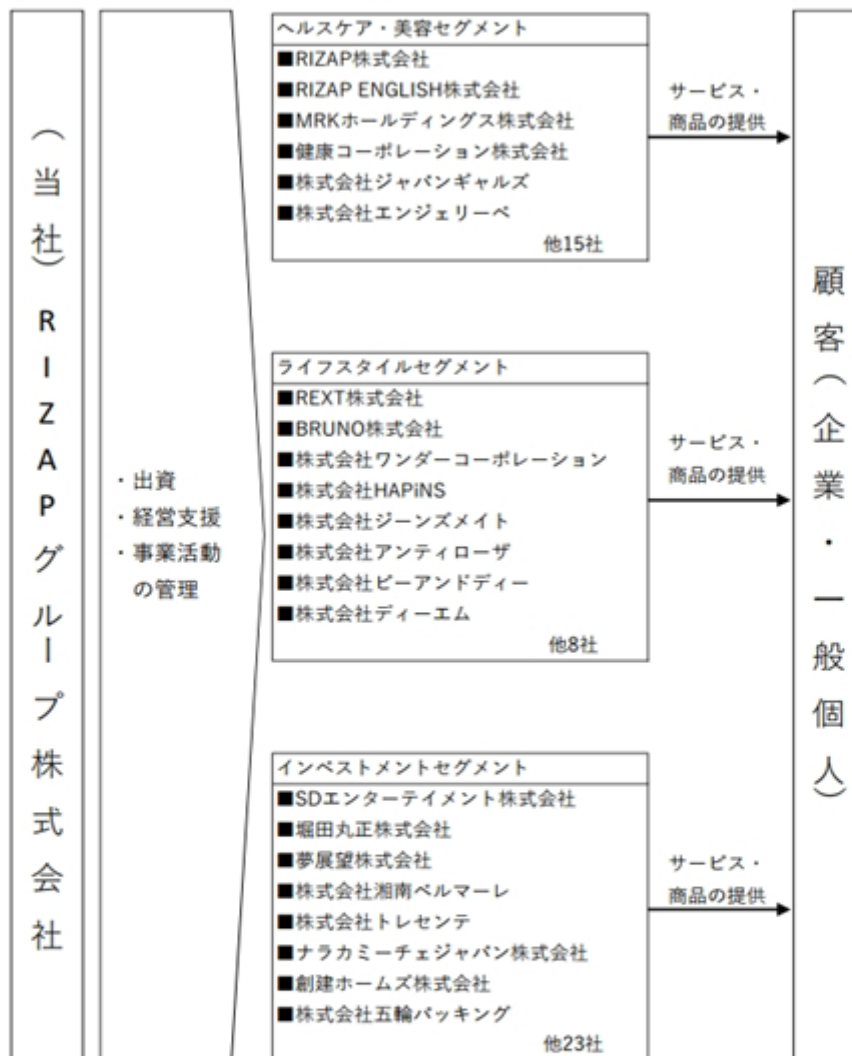 （当社）RIZAPグループ株式会社
・出資
・経営支援
・事業活動
の管理
ヘルスケア・美容セグメント
■RIZAP株式会社
■RIZAP ENGLISH株式会社
■MRKホールディングス株式会社
■健康コーポレーション株式会社
■株式会社ジャパンギャルズ
■株式会社エンジェリーベ
他15社
サービス・
商品の提供
ライフスタイルセグメント
■REXT株式会社
■BRUNO株式会社
■株式会社ワンダーコーポレーション
■株式会社HAPiNS
■株式会社ジーンズメイト
■株式会社アンティローザ
■株式会社ビーアンドディー
■株式会社ディーエム
他8社
サービス・
商品の提供
インベストメントセグメント
■SDエンターテイメント株式会社
■堀田丸正株式会社
■夢展望株式会社
■株式会社湘南ベルマーレ
■株式会社トレセンテ
■ナラカミーチェジャパン株式会社
■創建ホームズ株式会社
■株式会社五輪パッキング
他23社
サービス・
商品の提供
顧客（企業・一般個人）